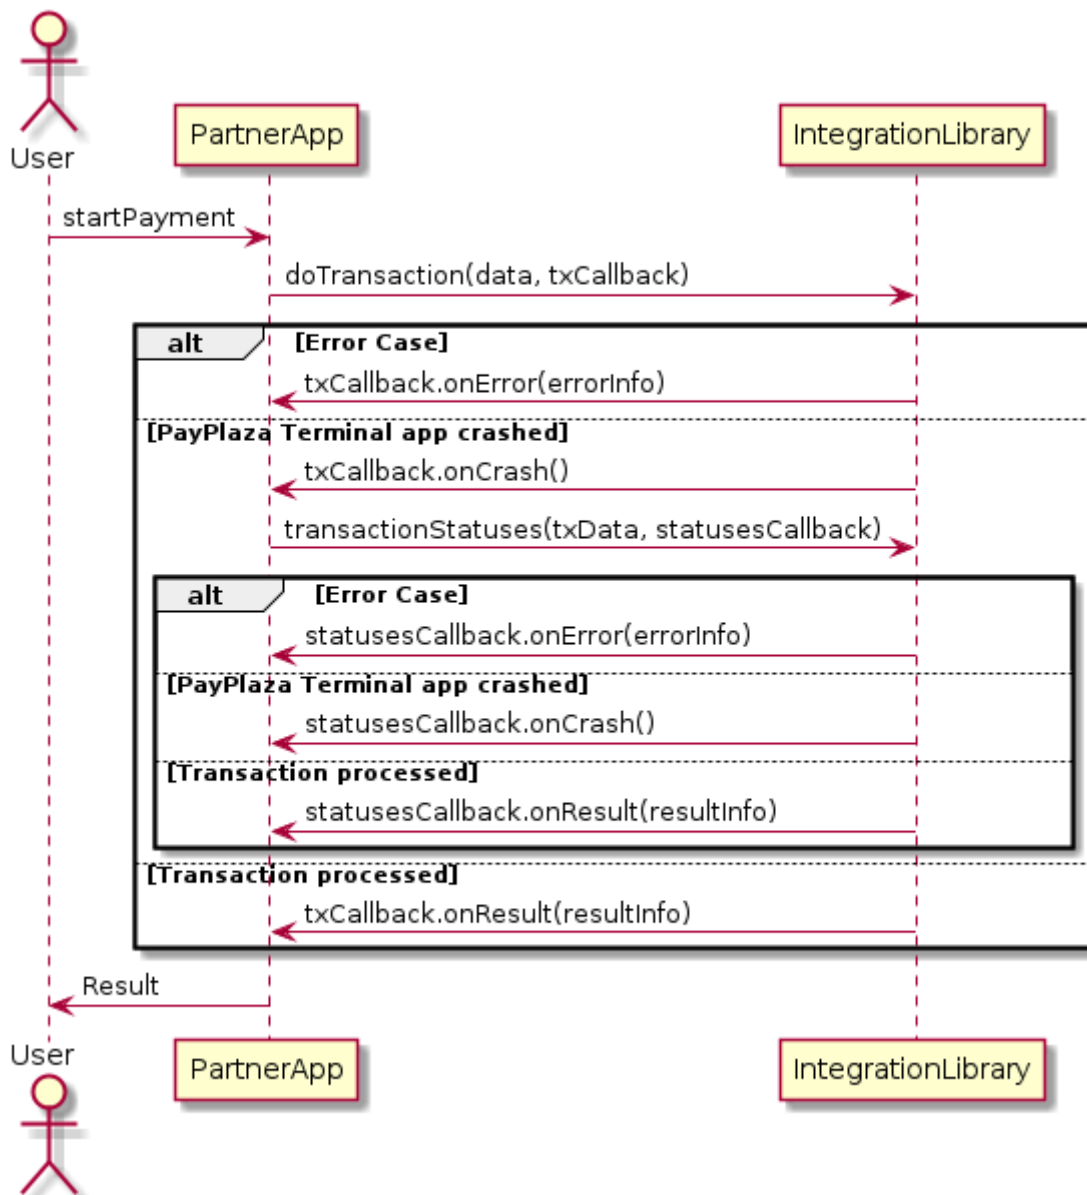 User
PartnerApp
IntegrationLibrary
startPayment
doTransaction(data, txCallback)
alt
[Error Case]
txCallback.onError(errorInfo)
[PayPlaza Terminal app crashed]
txCallback.onCrash()
transactionStatuses(txData, statusesCallback)
alt
[Error Case]
statusesCallback.onError(errorInfo)
[PayPlaza Terminal app crashed]
statusesCallback.onCrash()
[Transaction processed]
statusesCallback.onResult(resultInfo)
[Transaction processed]
txCallback.onResult(resultInfo)
Result
User
PartnerApp
IntegrationLibrary